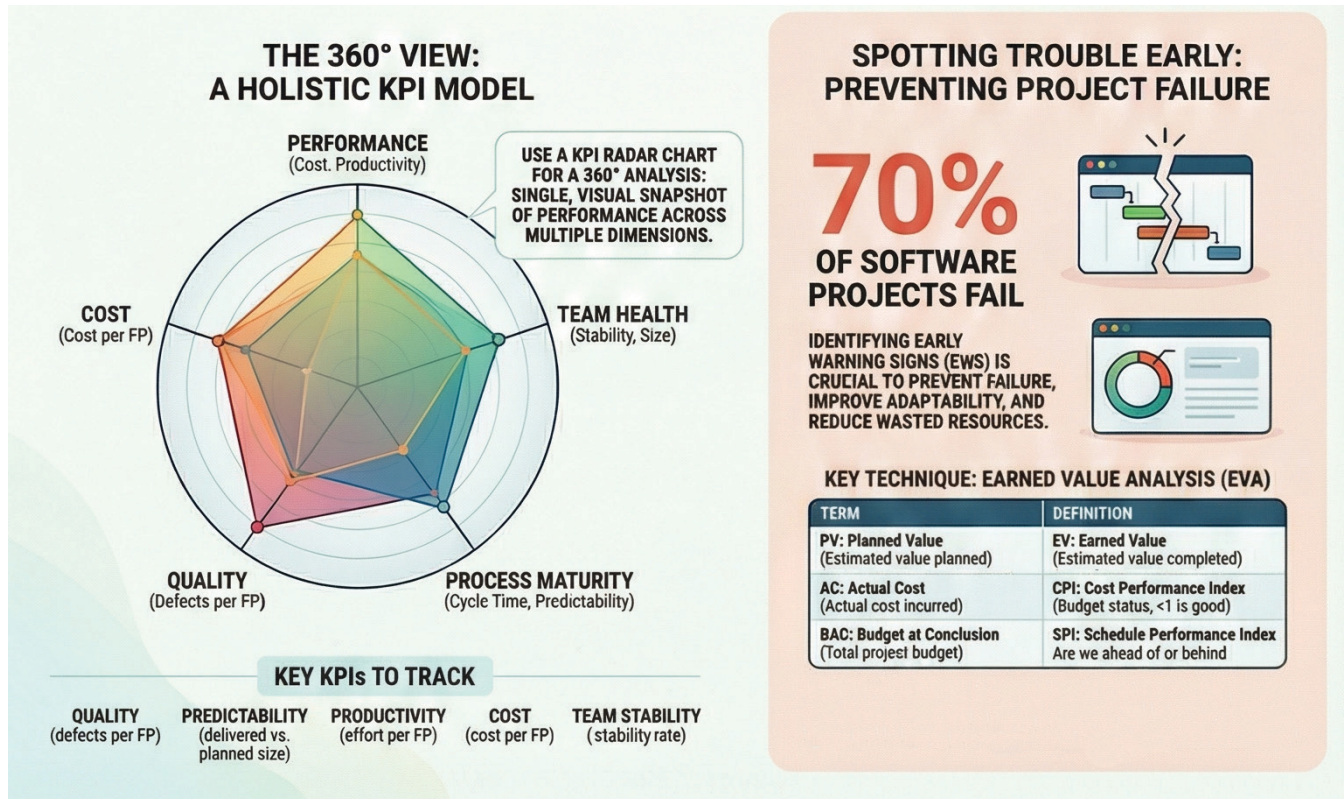 THE 360° VIEW:
A HOLISTIC KPI MODEL
PERFORMANCE
(Cost. Productivity)
USE A KPI RADAR CHART
FOR A 360° ANALYSIS:
SINGLE, VISUAL SNAPSHOT
OF PERFORMANCE ACROSS
MULTIPLE DIMENSIONS.
COST
(Cost per FP)
TEAM HEALTH
(Stability, Size)
QUALITY
(Defects per FP)
PROCESS MATURITY
(Cycle Time, Predictability)
KEY KPIs TO TRACK
QUALITY
(defects per FP)
PREDICTABILITY
(delivered vs.
planned size)
PRODUCTIVITY
(effort per FP)
COST
(cost per FP)
TEAM STABILITY
(stability rate)
SPOTTING TROUBLE EARLY:
PREVENTING PROJECT FAILURE
70%
OF SOFTWARE
PROJECTS FAIL
IDENTIFYING EARLY
WARNING SIGNS (EWS) IS
CRUCIAL TO PREVENT FAILURE,
IMPROVE ADAPTABILITY, AND
REDUCE WASTED RESOURCES.
KEY TECHNIQUE: EARNED VALUE ANALYSIS (EVA)
TERM DEFINITION
PV: Planned Value EV: Earned Value
(Estimated value planned) (Estimated value completed)
AC: Actual Cost CPI: Cost Performance Index
(Actual cost incurred) (Budget status, <1 is good)
BAC: Budget at Conclusion SPI: Schedule Performance Index
(Total project budget) Are we ahead of or behind